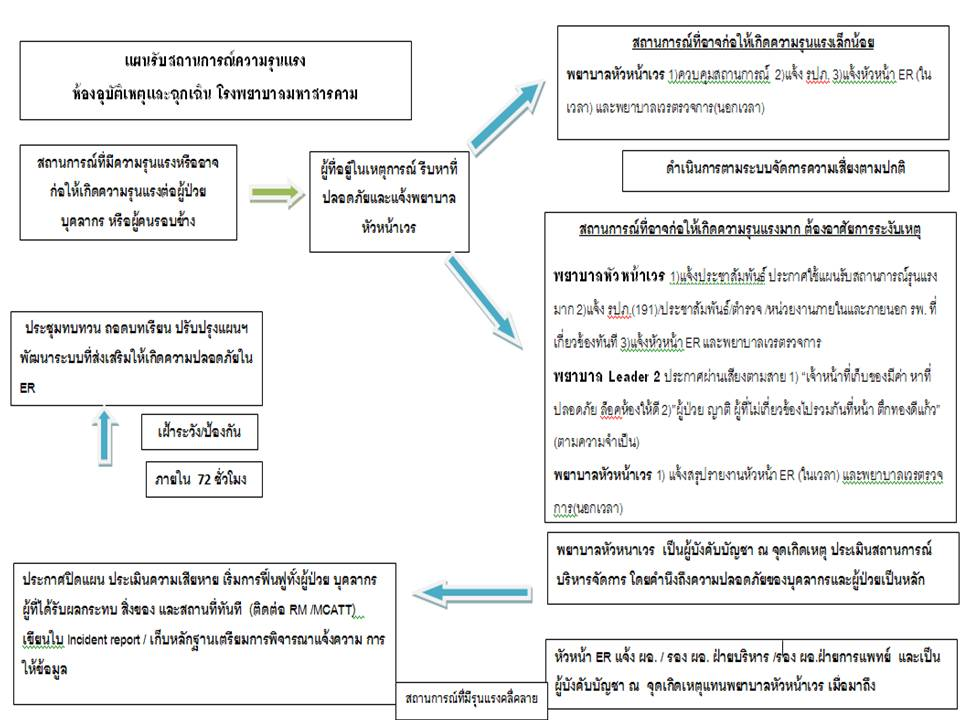 แผนรับสถานการณ์ความรุนแรง
ห้องอุบัติเหตุและฉุกเฉิน โรงพยาบาลมหาสารคาม
สถานการณ์ที่มีความรุนแรงหรืออาจ
ก่อให้เกิดความรุนแรงต่อผู้ป่วย
บุคลากร หรือผู้คนรอบข้าง
ผู้ที่อยู่ในเหตุการณ์ รีบหาที่
ปลอดภัยและแจ้งพยาบาล
หัวหน้าเวร
สถานการณ์ที่อาจก่อให้เกิดความรุนแรงเล็กน้อย
พยาบาลหัวหน้าเวร 1)ควบคุมสถานการณ์ 2)แจ้ง รปภ. 3)แจ้งหัวหน้า ER (ใน
เวลา) และพยาบาลเวรตรวจการ(นอกเวลา)
ดำเนินการตามระบบจัดการความเสี่ยงตามปกติ
สถานการณ์ที่อาจก่อให้เกิดความรุนแรงมาก ต้องอาศัยการระงับเหตุ
พยาบาลหัวหน้าเวร 1)แจ้งประชาสัมพันธ์ ประกาศใช้แผนรับสถานการณ์รุนแรง
มาก 2)แจ้ง รปภ.(191)/ประชาสัมพันธ์/ตำรวจ /หน่วยงานภายในและภายนอก รพ. ที่
เกี่ยวข้องทันที 3)แจ้งหัวหน้า ER และพยาบาลเวรตรวจการ
พยาบาล Leader 2 ประกาศผ่านเสียงตามสาย 1) “เจ้าหน้าที่เก็บของมีค่า หาที่
ปลอดภัย ล๊อคห้องให้ดี 2)”ผู้ป่วย ญาติ ผู้ที่ไม่เกี่ยวข้องไปรวมกันที่หน้า ตึกทองดีแก้ว”
(ตามความจำเป็น)
พยาบาลหัวหน้าเวร 1) แจ้งสรุปรายงานหัวหน้า ER (ในเวลา) และพยาบาลเวรตรวจ
การ(นอกเวลา)
พยาบาลหัวหนาเวร เป็นผู้บังคับบัญชา ณ จุดเกิดเหตุ ประเมินสถานการณ์
บริหารจัดการ โดยคำนึงถึงความปลอดภัยของบุคลากรและผู้ป่วยเป็นหลัก
หัวหน้า ER แจ้ง ผอ. / รอง ผอ. ฝ่ายบริหาร /รอง ผอ.ฝ่ายการแพทย์ และเป็น
ผู้บังคับบัญชา ณ จุดเกิดเหตุแทนพยาบาลหัวหน้าเวร เมื่อมาถึง
สถานการณ์ที่มีรุนแรงคลี่คลาย
ประกาศปิดแผน ประเมินความเสียหาย เริ่มการฟื้นฟูทั้งผู้ป่วย บุคลากร
ผู้ที่ได้รับผลกระทบ สิ่งของ และสถานที่ทันที (ติดต่อ RM /MCATT)
เขียนใบ Incident report / เก็บหลักฐานเตรียมการพิจารณาแจ้งความ การ
ให้ข้อมูล
ภายใน 72 ชั่วโมง
เฝ้าระวัง/ป้องกัน
ประชุมทบทวน ถอดบทเรียน ปรับปรุงแผนฯ
พัฒนาระบบที่ส่งเสริมให้เกิดความปลอดภัยใน
ER